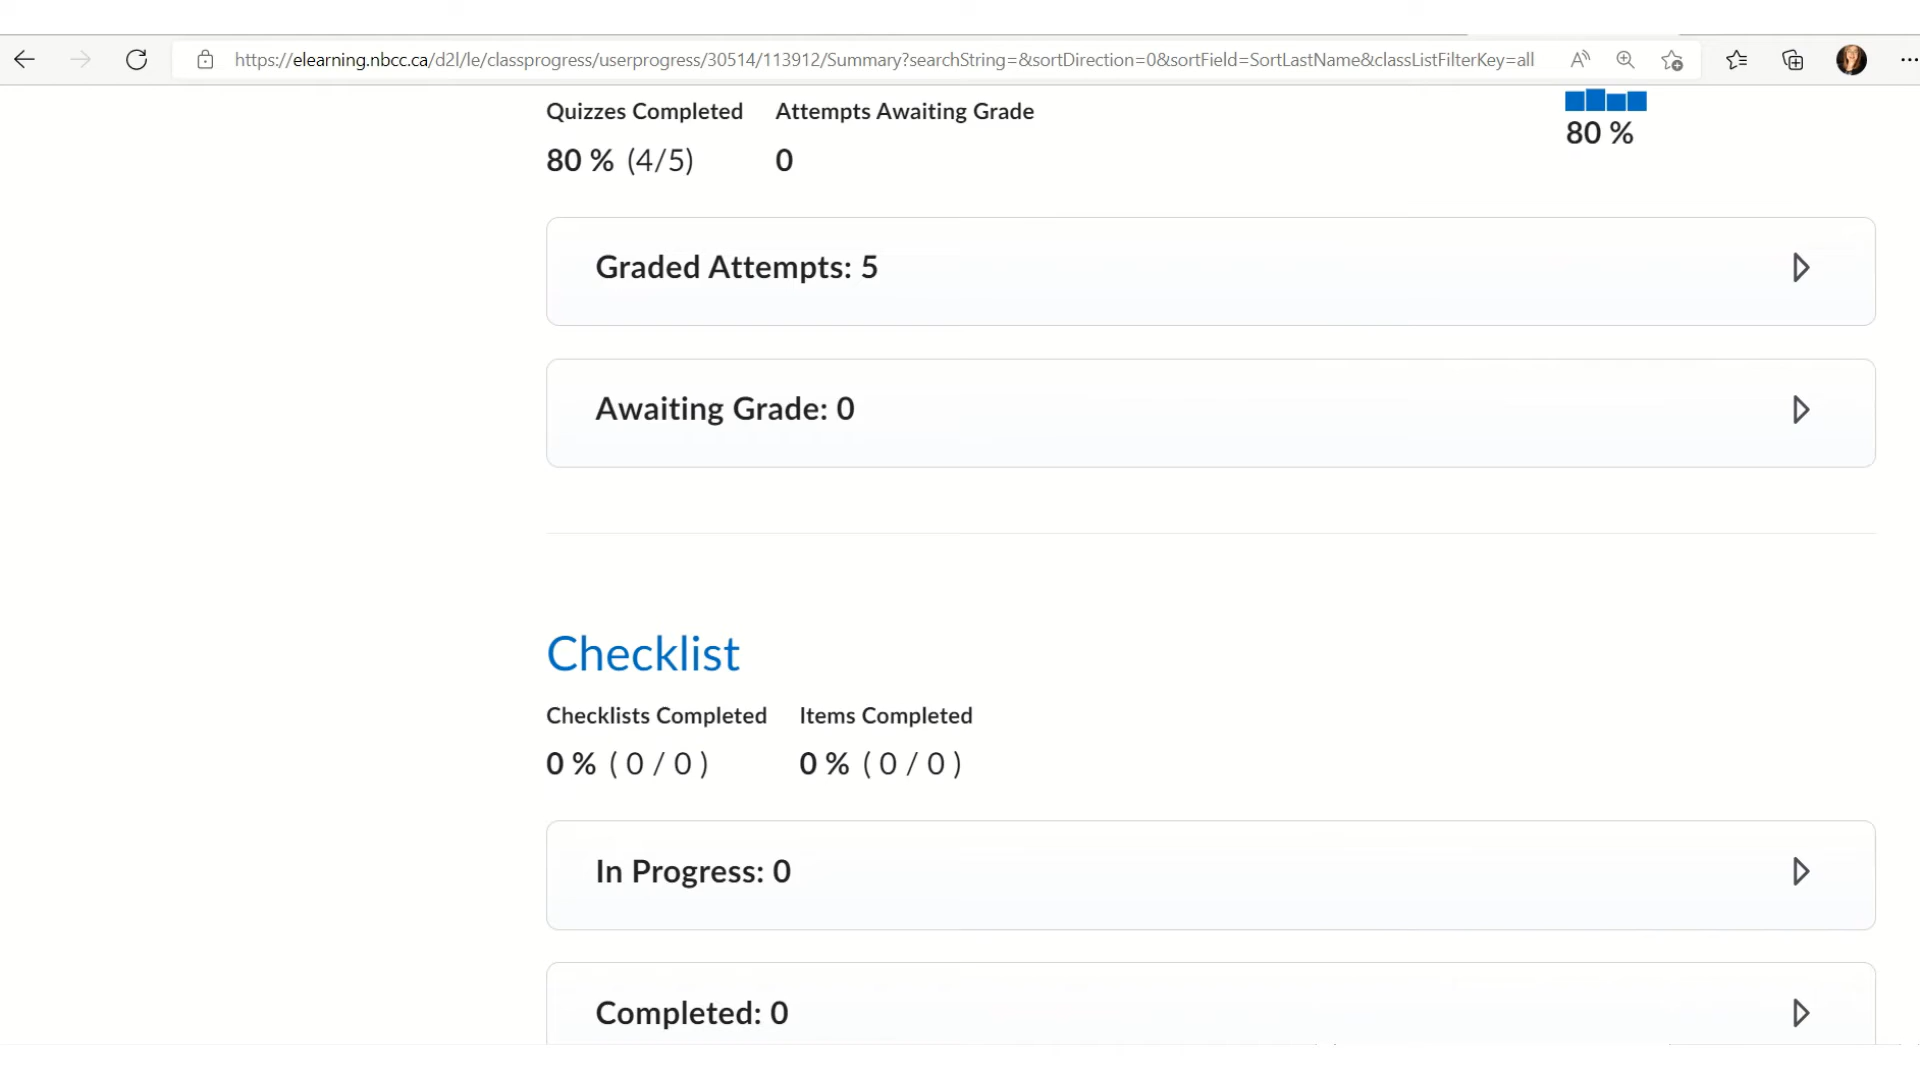 https://elearning.nbcc.ca/d2l/le/classprogress/userprogress/30514/113912/Summary?searchString=&sortDirection=0&sortField=SortLastName&classListFilterKey=all
Quizzes Completed Attempts Awaiting Grade
80 % (4/5) 0
80 %
Graded Attempts: 5
Awaiting Grade: 0
Checklist
Checklists Completed Items Completed
0 % ( 0 / 0 ) 0 % ( 0 / 0 )
In Progress: 0
Completed: 0